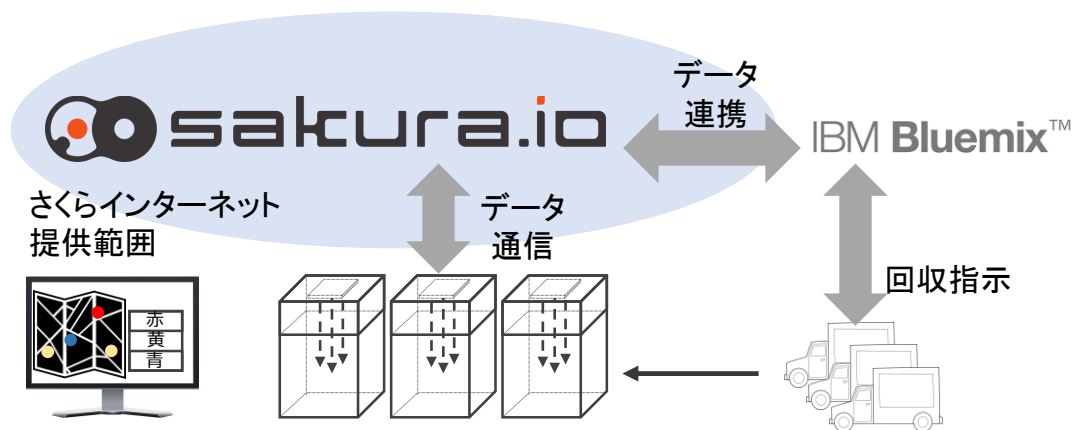 データ
連携
sakura.io
IBM Bluemix™
さくらインターネット
提供範囲
データ
通信
回収指示
赤
黄
青